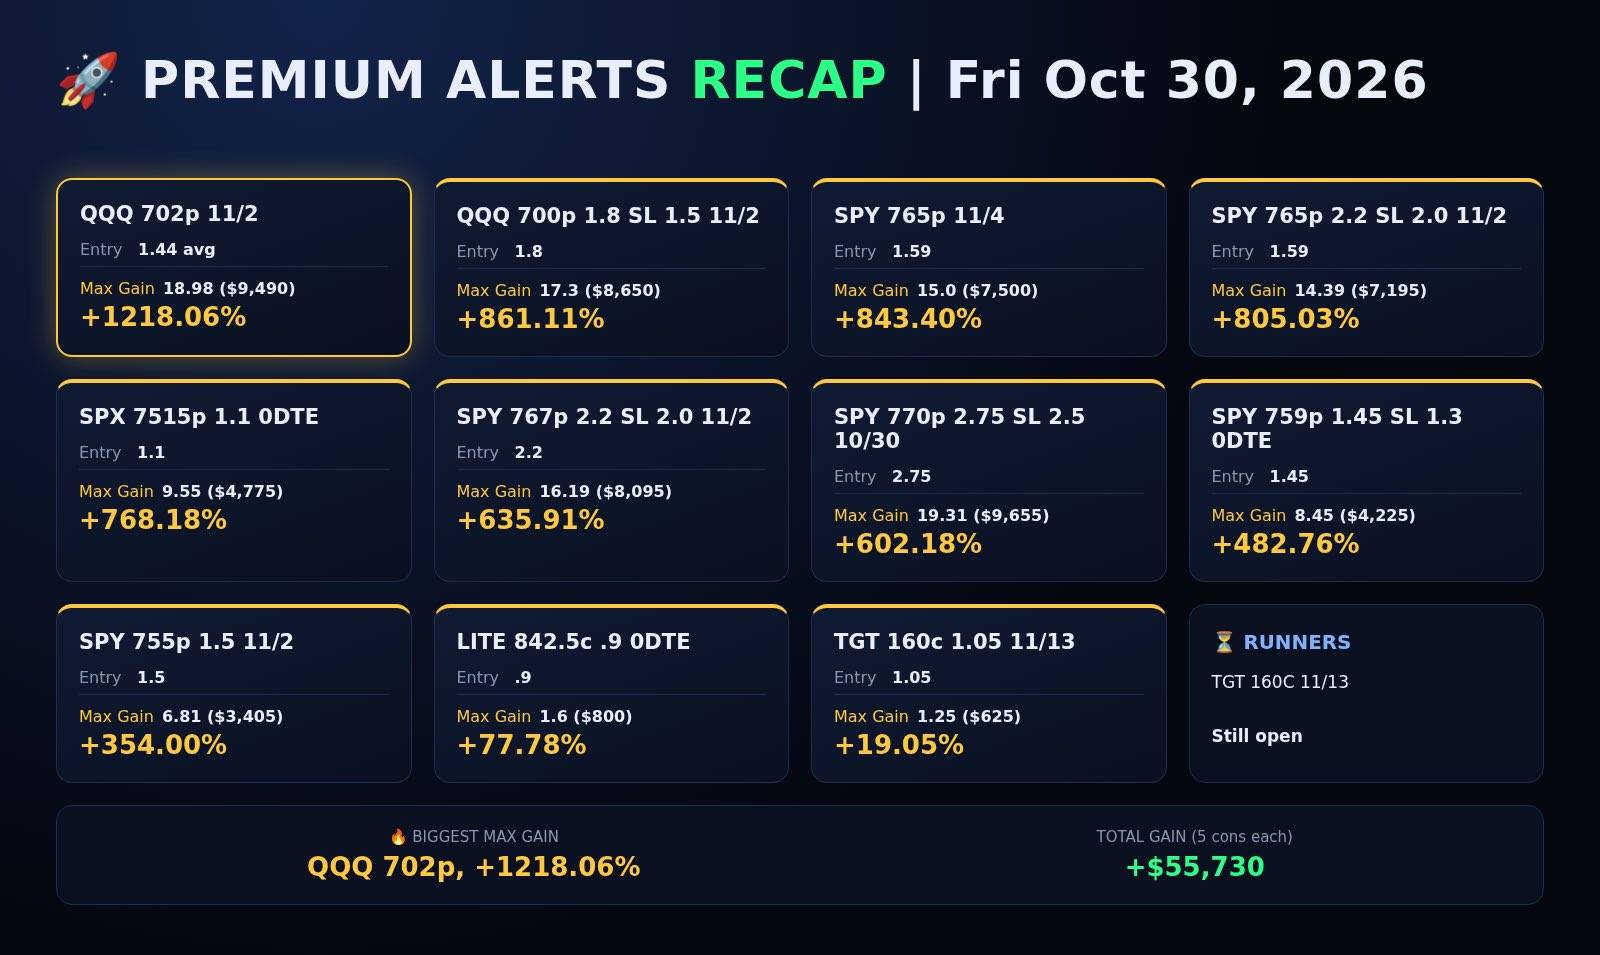 🚀 PREMIUM ALERTS RECAP | Fri Oct 30, 2026
QQQ 702p 11/2
Entry 1.44 avg
Max Gain 18.98 ($9,490)
+1218.06%
QQQ 700p 1.8 SL 1.5 11/2
Entry 1.8
Max Gain 17.3 ($8,650)
+861.11%
SPY 765p 11/4
Entry 1.59
Max Gain 15.0 ($7,500)
+843.40%
SPY 765p 2.2 SL 2.0 11/2
Entry 1.59
Max Gain 14.39 ($7,195)
+805.03%
SPX 7515p 1.1 0DTE
Entry 1.1
Max Gain 9.55 ($4,775)
+768.18%
SPY 767p 2.2 SL 2.0 11/2
Entry 2.2
Max Gain 16.19 ($8,095)
+635.91%
SPY 770p 2.75 SL 2.5
10/30
Entry 2.75
Max Gain 19.31 ($9,655)
+602.18%
SPY 759p 1.45 SL 1.3
0DTE
Entry 1.45
Max Gain 8.45 ($4,225)
+482.76%
SPY 755p 1.5 11/2
Entry 1.5
Max Gain 6.81 ($3,405)
+354.00%
LITE 842.5c .9 0DTE
Entry .9
Max Gain 1.6 ($800)
+77.78%
TGT 160c 1.05 11/13
Entry 1.05
Max Gain 1.25 ($625)
+19.05%
⏳ RUNNERS
TGT 160C 11/13
Still open
🔥 BIGGEST MAX GAIN
QQQ 702p, +1218.06%
TOTAL GAIN (5 cons each)
+$55,730